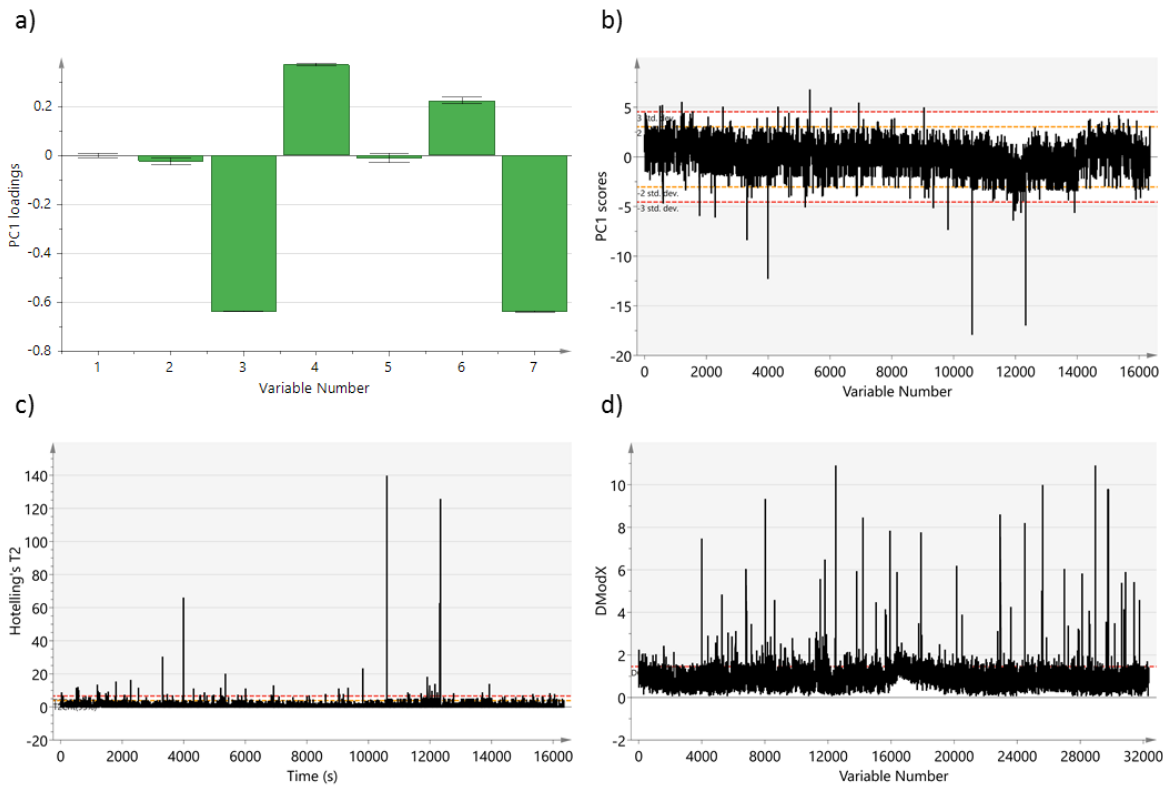 a)
0.2
0
-0.2
-0.4
-0.6
-0.8
PC1 loadings
1 2 3 4 5 6 7
Variable Number
b)
5
0
-5
-10
-15
-20
PC1 scores
3 std. dev.
-2 std. dev.
-3 std. dev.
0 2000 4000 6000 8000 10000 12000 14000 16000
Variable Number
c)
140
120
100
80
60
40
20
0
-20
Hotelling's T2
0 2000 4000 6000 8000 10000 12000 14000 16000
Time (s)
d)
10
8
6
4
2
0
-2
DModX
0 4000 8000 12000 16000 20000 24000 28000 32000
Variable Number